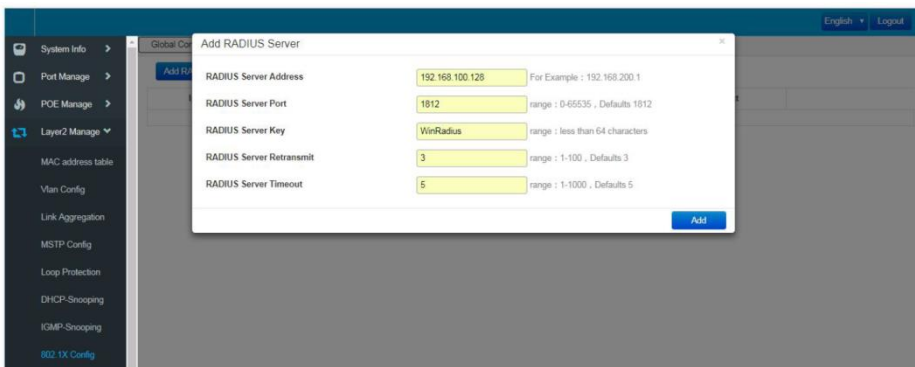 English Logout
System Info
Port Manage
POE Manage
Layer2 Manage
MAC address table
Vlan Config
Link Aggregation
MSTP Config
Loop Protection
DHCP-Snooping
IGMP-Snooping
802.1X Config
Global Con
Add RA
Add RADIUS Server ×
RADIUS Server Address 192.168.100.128 For Example : 192.168.200.1
RADIUS Server Port 1812 range : 0-65535 , Defaults 1812
RADIUS Server Key WinRadius range : less than 64 characters
RADIUS Server Retransmit 3 range : 1-100 , Defaults 3
RADIUS Server Timeout 5 range : 1-1000 , Defaults 5
Add